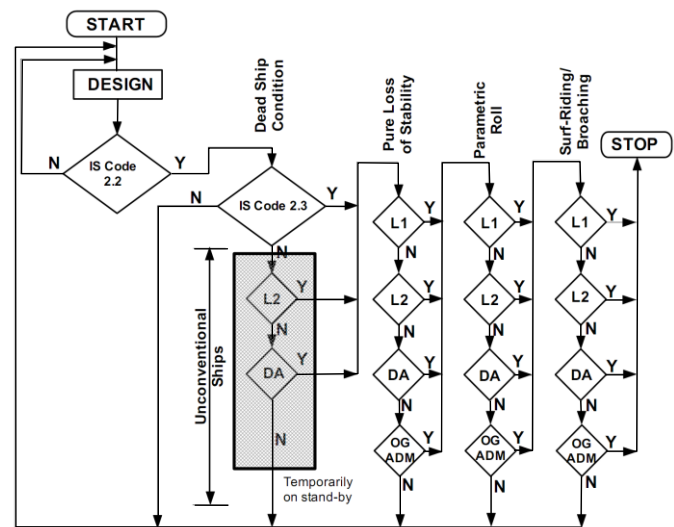 START
DESIGN
N
IS Code
2.2
Y
Dead Ship
Condition
N
IS Code 2.3
Y
N
L2
Y
N
DA
Y
N
Unconventional
Ships
Temporarily
on stand-by
Pure Loss
of Stability
L1
Y
N
L2
Y
N
DA
Y
N
OG
ADM
Y
N
Parametric
Roll
L1
Y
N
L2
Y
N
DA
Y
N
OG
ADM
Y
N
Surf-Riding/
Broaching
L1
Y
N
L2
Y
N
DA
Y
N
OG
ADM
Y
N
STOP